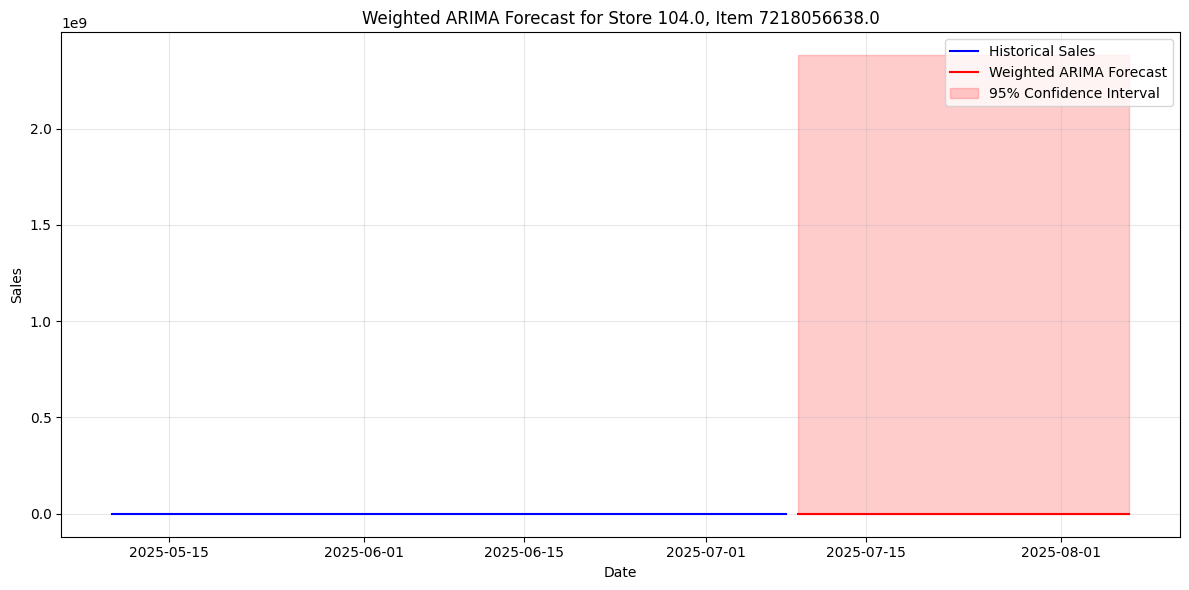 Weighted ARIMA Forecast for Store 104.0, Item 7218056638.0
1e9
Historical Sales
Weighted ARIMA Forecast
95% Confidence Interval
2.0
1.5
1.0
0.5
0.0
Sales
2025-05-15 2025-06-01 2025-06-15 2025-07-01 2025-07-15 2025-08-01
Date